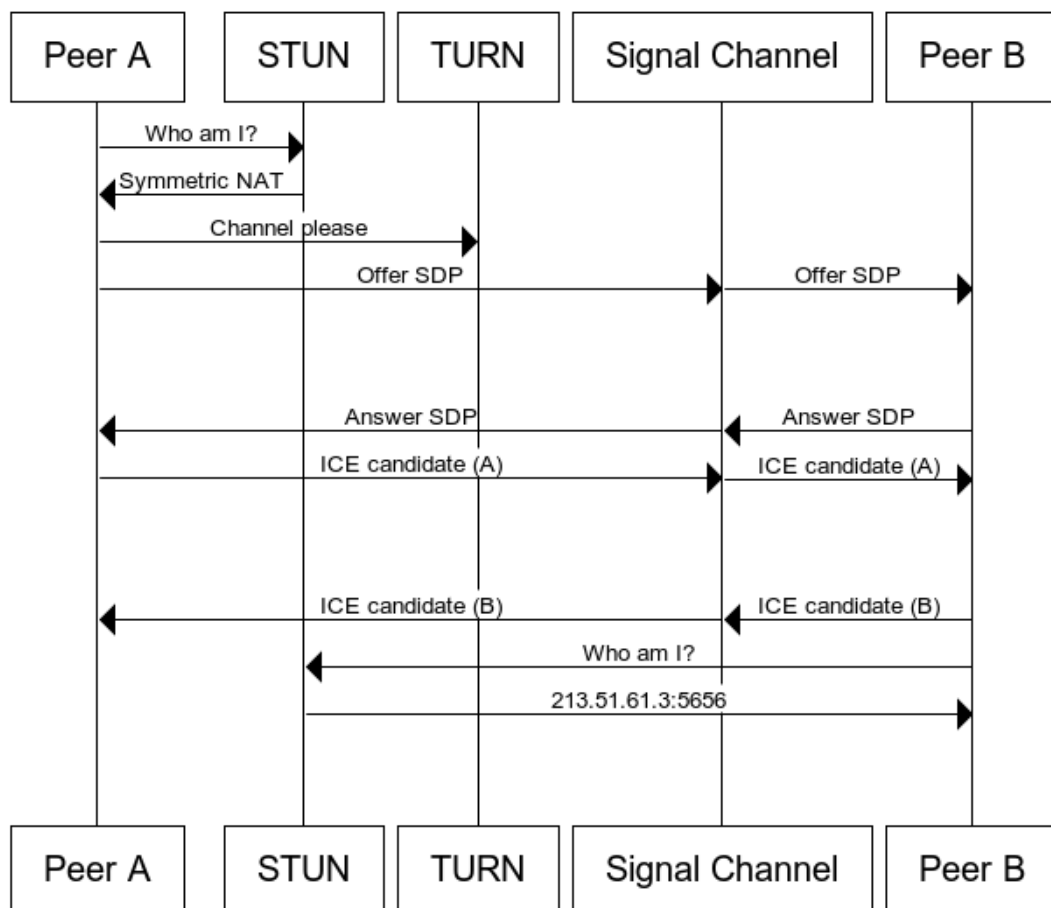 Peer A
STUN
TURN
Signal Channel
Peer B
Who am I?
Symmetric NAT
Channel please
Offer SDP
Offer SDP
Answer SDP
Answer SDP
ICE candidate (A)
ICE candidate (A)
ICE candidate (B)
ICE candidate (B)
Who am I?
213.51.61.3:5656
Peer A
STUN
TURN
Signal Channel
Peer B